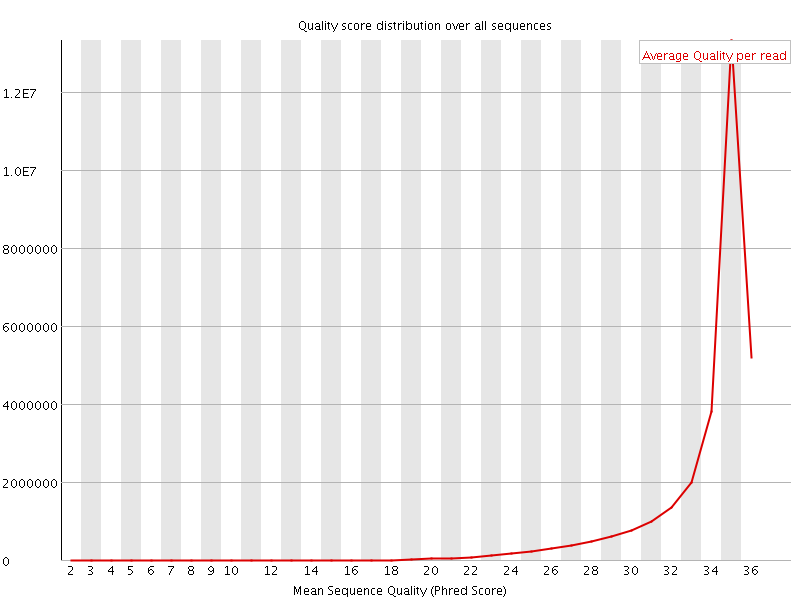 Quality score distribution over all sequences
Average Quality per read
1.2E7
1.0E7
8000000
6000000
4000000
2000000
0
2 3 4 5 6 7 8 9 10 12 14 16 18 20 22 24 26 28 30 32 34 36
Mean Sequence Quality (Phred Score)